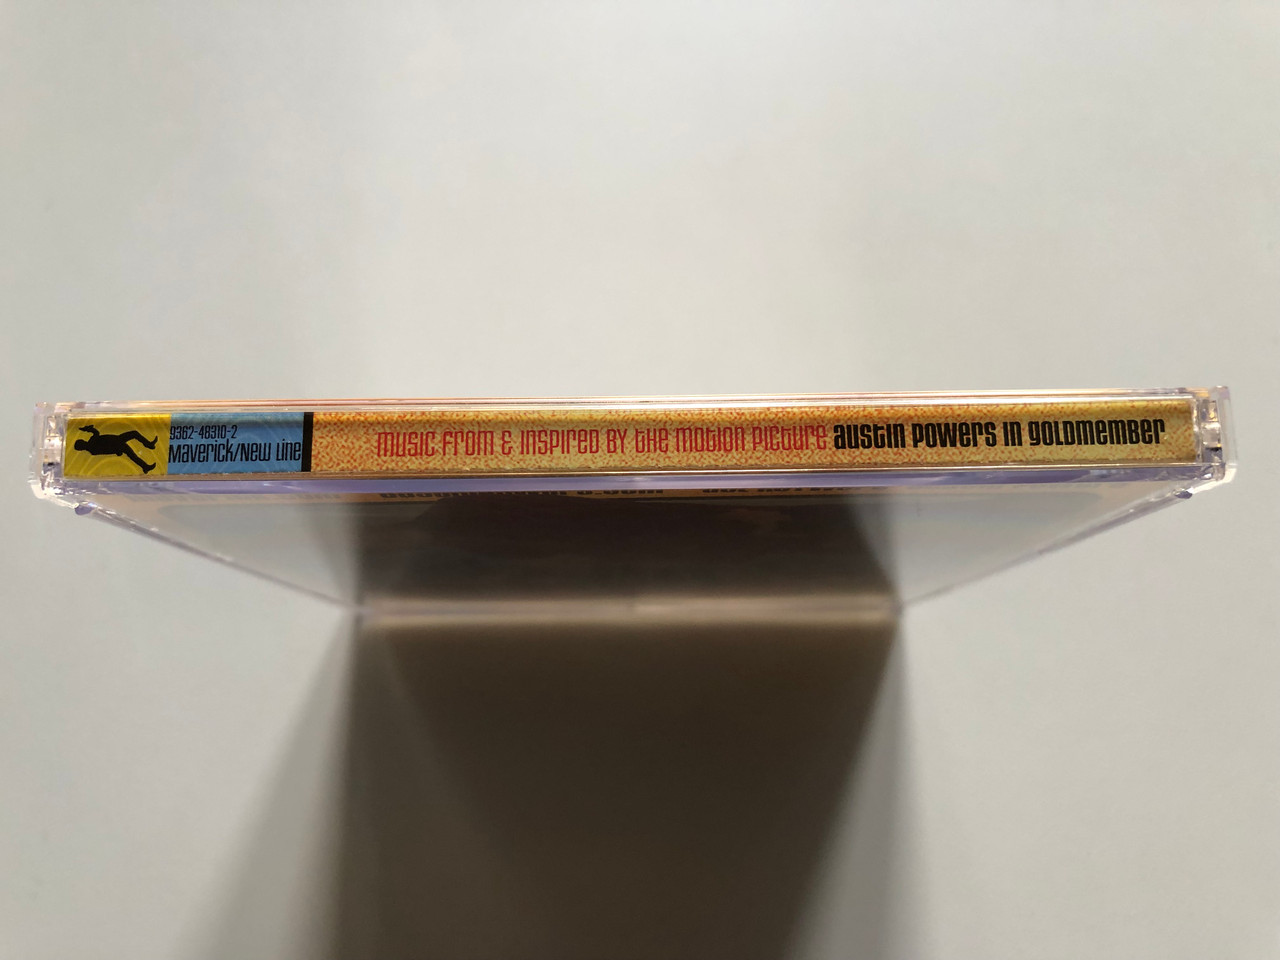 9362-48310-2
Maverick/New Line
Music from & inspired by the motion picture Austin Powers in Goldmember